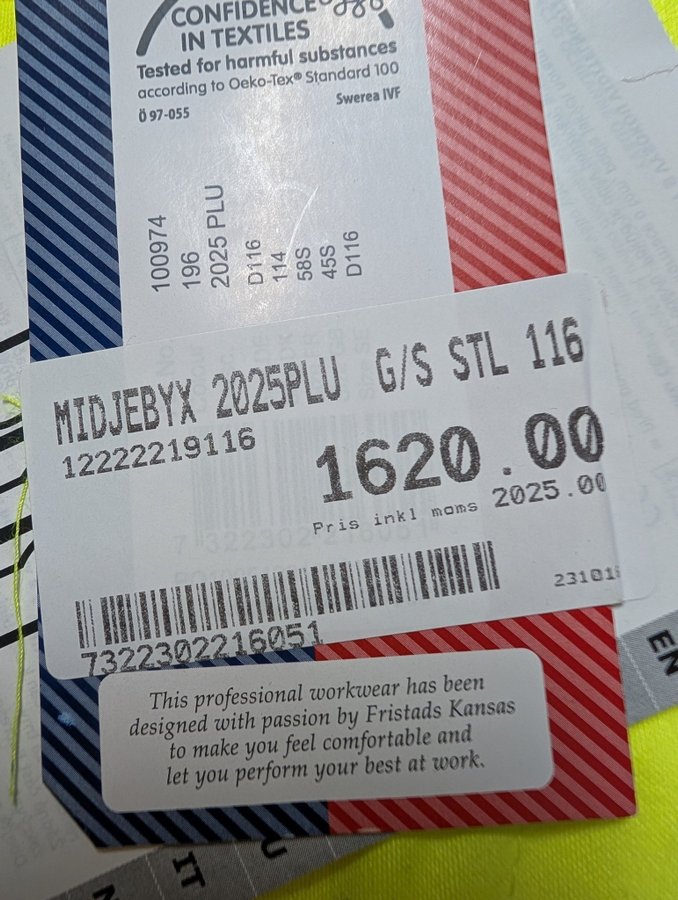 CONFIDENCE
IN TEXTILES
Tested for harmful substances
according to Oeko-Tex® Standard 100
Ö 97-055
Swerea IVF
100974
196
2025 PLU
D116
114
58S
45S
D116
MIDJEBYX 2025PLU G/S STL 116
12222219116
1620.00
Pris inkl moms 2025.00
23101
7322302216051
This professional workwear has been
designed with passion by Fristads Kansas
to make you feel comfortable and
let you perform your best at work.
EN
IT